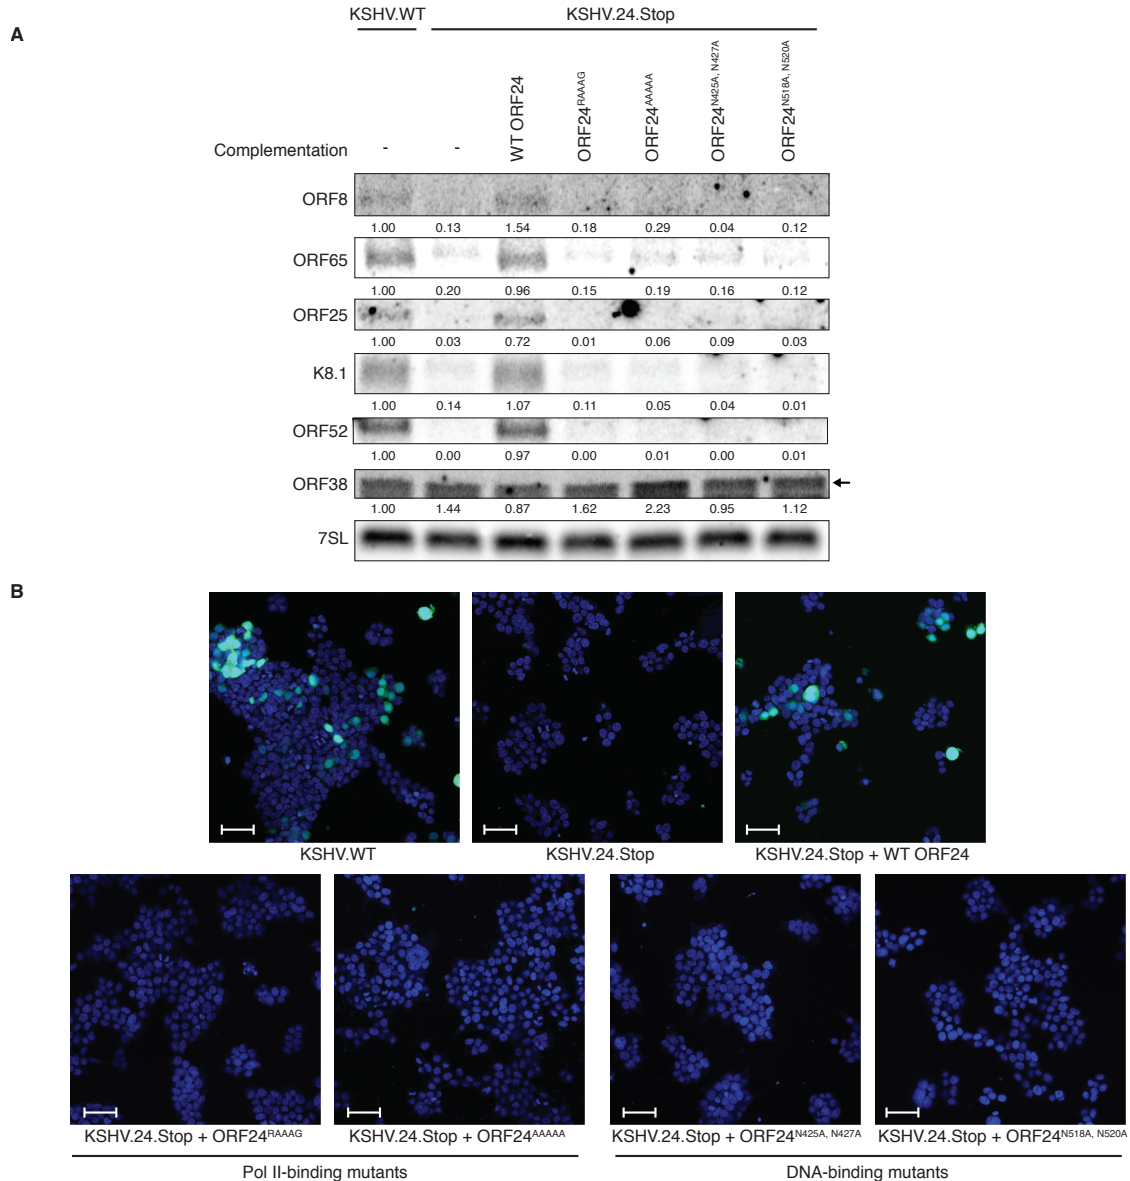 A
KSHV.WT
KSHV.24.Stop
Complementation
-
-
WT ORF24
ORF24RAAAG
ORF24AAAAA
ORF24N425A, N427A
ORF24N518A, N520A
ORF8
1.00 0.13 1.54 0.18 0.29 0.04 0.12
ORF65
1.00 0.20 0.96 0.15 0.19 0.16 0.12
ORF25
1.00 0.03 0.72 0.01 0.06 0.09 0.03
K8.1
1.00 0.14 1.07 0.11 0.05 0.04 0.01
ORF52
1.00 0.00 0.97 0.00 0.01 0.00 0.01
ORF38
1.00 1.44 0.87 1.62 2.23 0.95 1.12
7SL
B
KSHV.WT
KSHV.24.Stop
KSHV.24.Stop + WT ORF24
KSHV.24.Stop + ORF24RAAAG
KSHV.24.Stop + ORF24AAAAA
KSHV.24.Stop + ORF24N425A, N427A
KSHV.24.Stop + ORF24N518A, N520A
Pol II-binding mutants
DNA-binding mutants